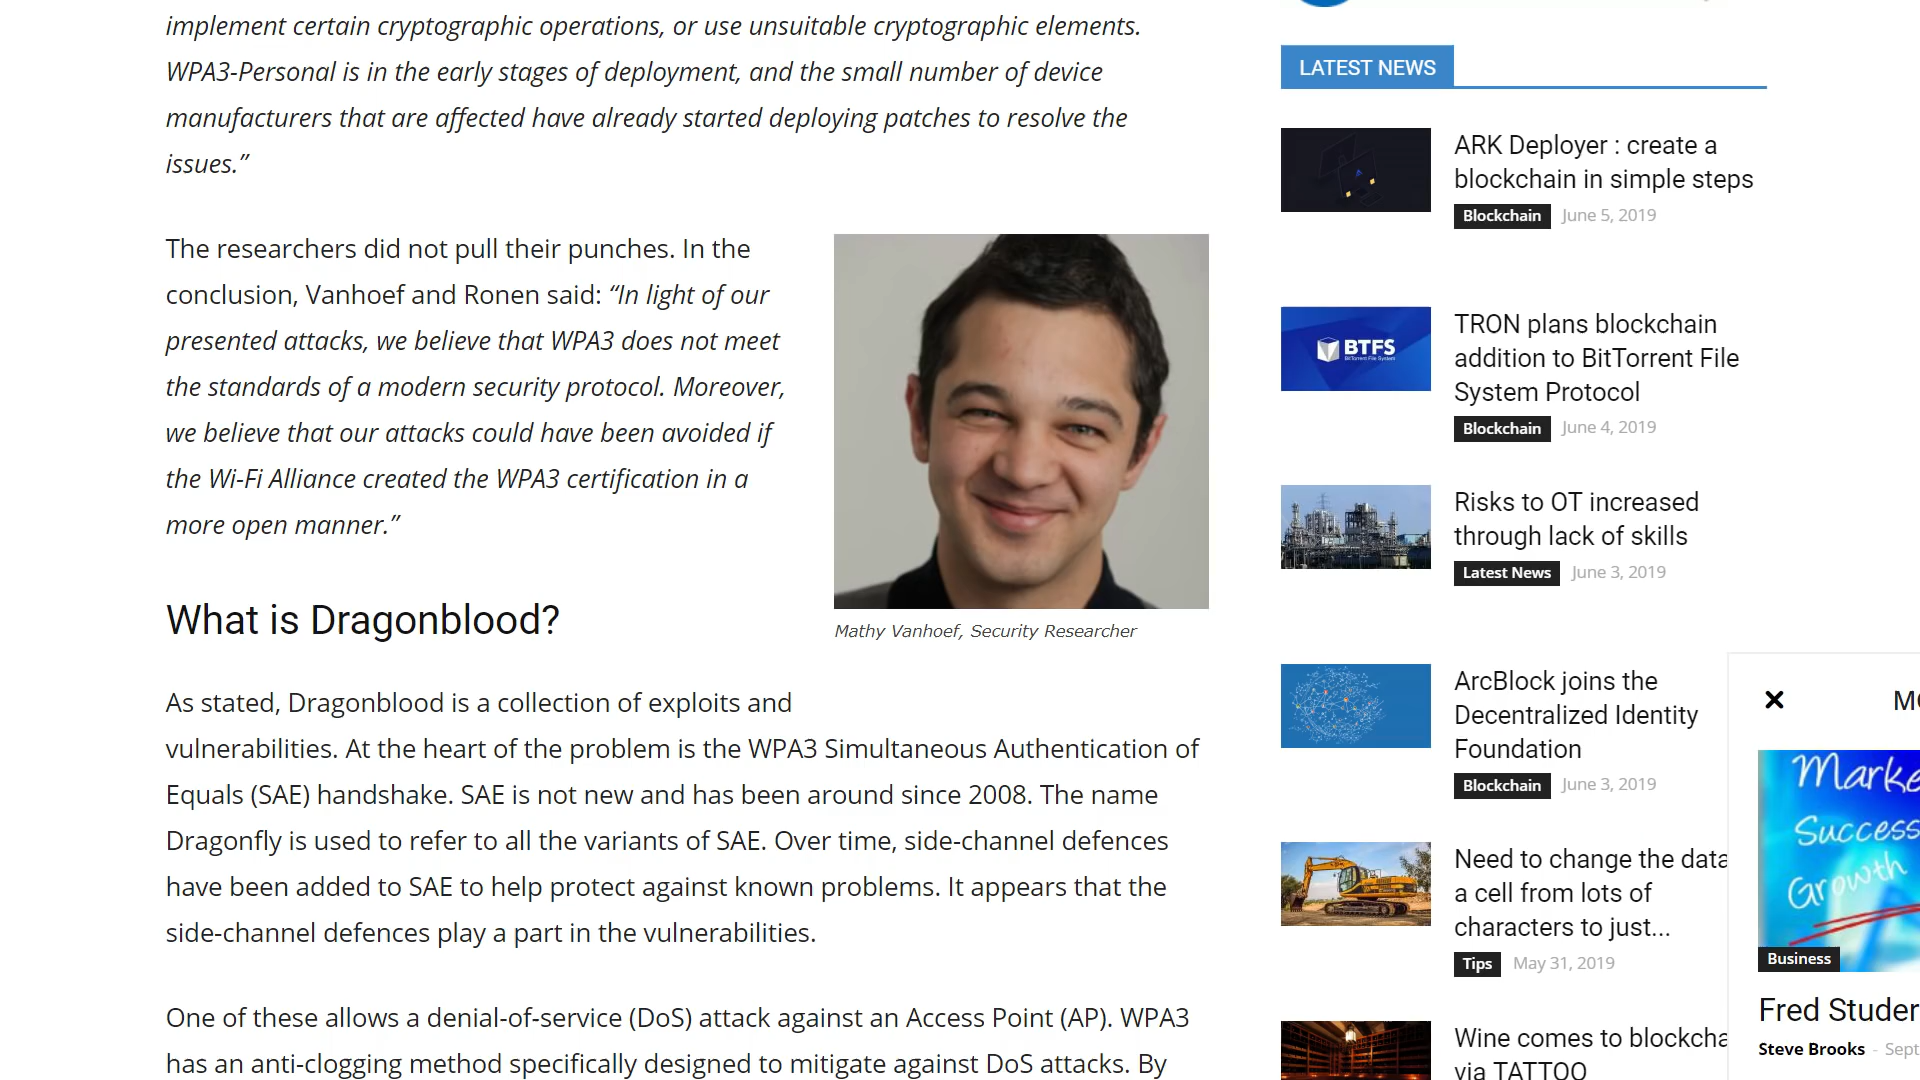 implement certain cryptographic operations, or use unsuitable cryptographic elements.
WPA3-Personal is in the early stages of deployment, and the small number of device
manufacturers that are affected have already started deploying patches to resolve the
issues.”
The researchers did not pull their punches. In the
conclusion, Vanhoef and Ronen said: “In light of our
presented attacks, we believe that WPA3 does not meet
the standards of a modern security protocol. Moreover,
we believe that our attacks could have been avoided if
the Wi-Fi Alliance created the WPA3 certification in a
more open manner.”
Mathy Vanhoef, Security Researcher
What is Dragonblood?
As stated, Dragonblood is a collection of exploits and
vulnerabilities. At the heart of the problem is the WPA3 Simultaneous Authentication of
Equals (SAE) handshake. SAE is not new and has been around since 2008. The name
Dragonfly is used to refer to all the variants of SAE. Over time, side-channel defences
have been added to SAE to help protect against known problems. It appears that the
side-channel defences play a part in the vulnerabilities.
One of these allows a denial-of-service (DoS) attack against an Access Point (AP). WPA3
has an anti-clogging method specifically designed to mitigate against DoS attacks. By
LATEST NEWS
ARK Deployer : create a
blockchain in simple steps
Blockchain June 5, 2019
BTFS
BitTorrent File System
TRON plans blockchain
addition to BitTorrent File
System Protocol
Blockchain June 4, 2019
Risks to OT increased
through lack of skills
Latest News June 3, 2019
ArcBlock joins the
Decentralized Identity
Foundation
Blockchain June 3, 2019
Need to change the data
a cell from lots of
characters to just...
Tips May 31, 2019
Wine comes to blockcha
via TATTOO
Marke
Success
Growth
Business
Fred Studer
Steve Brooks - Sept